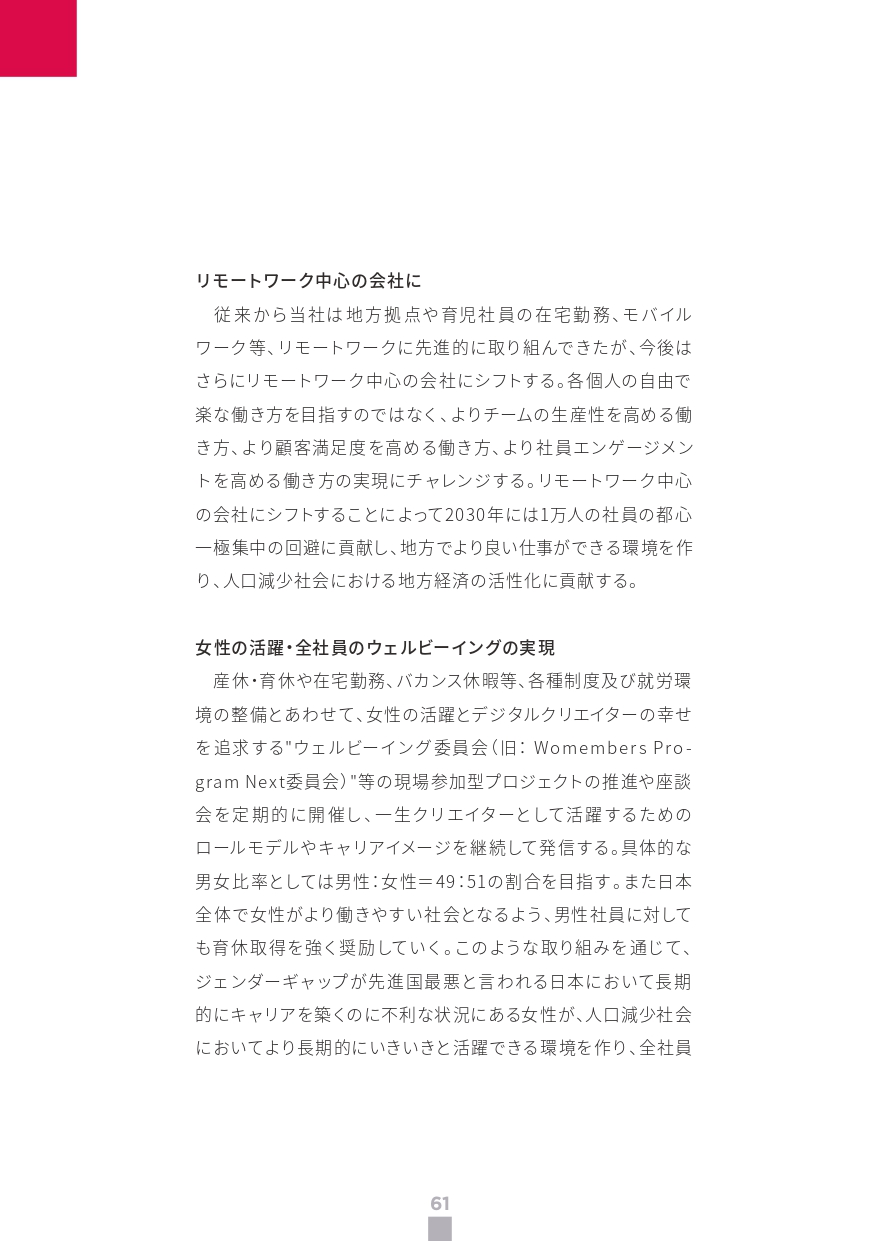 リモートワーク中心の会社に
　従来から当社は地方拠点や育児社員の在宅勤務、モバイル
ワーク等、リモートワークに先進的に取り組んできたが、今後は
さらにリモートワーク中心の会社にシフトする。各個人の自由で
楽な働き方を目指すのではなく、よりチームの生産性を高める働
き方、より顧客満足度を高める働き方、より社員エンゲージメン
トを高める働き方の実現にチャレンジする。リモートワーク中心
の会社にシフトすることによって2030年には1万人の社員の都心
一極集中の回避に貢献し、地方でより良い仕事ができる環境を作
り、人口減少社会における地方経済の活性化に貢献する。
女性の活躍・全社員のウェルビーイングの実現
　産休・育休や在宅勤務、バカンス休暇等、各種制度及び就労環
境の整備とあわせて、女性の活躍とデジタルクリエイターの幸せ
を追求する"ウェルビーイング委員会（旧： Womembers Pro-
gram Next委員会）"等の現場参加型プロジェクトの推進や座談
会を定期的に開催し、一生クリエイターとして活躍するための
ロールモデルやキャリアイメージを継続して発信する。具体的な
男女比率としては男性：女性＝49：51の割合を目指す。また日本
全体で女性がより働きやすい社会となるよう、男性社員に対して
も育休取得を強く奨励していく。このような取り組みを通じて、
ジェンダーギャップが先進国最悪と言われる日本において長期
的にキャリアを築くのに不利な状況にある女性が、人口減少社会
においてより長期的にいきいきと活躍できる環境を作り、全社員
61